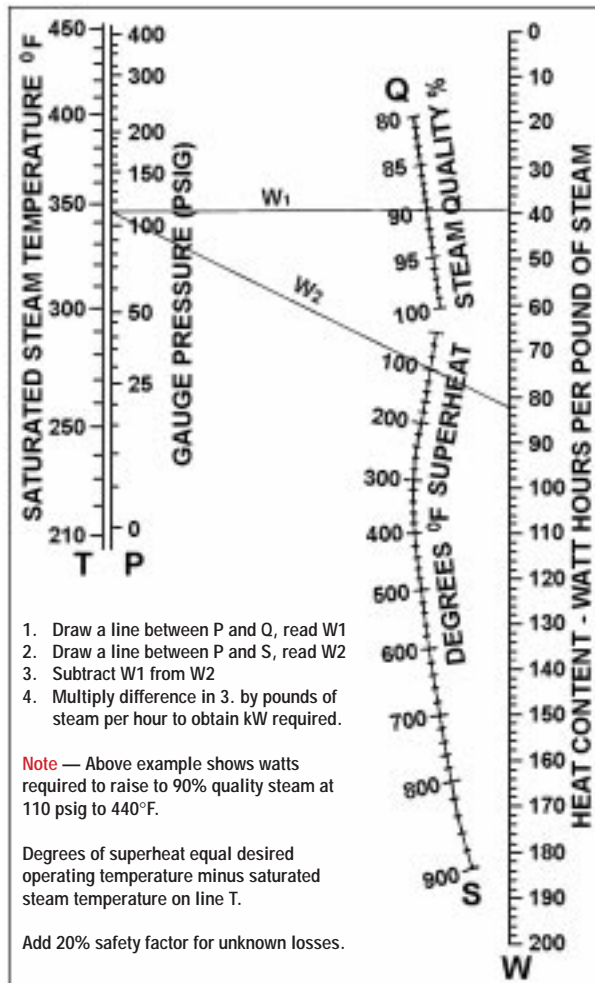 SATURATED STEAM TEMPERATURE ⁰F
450
400
350
300
250
210
T
P
400
300
200
150
100
50
25
0
GAUGE PRESSURE (PSIG)
W1
W2
Q
80
85
90
95
100
STEAM QUALITY %
100
200
300
400
500
600
700
800
900
S
DEGREES ⁰F SUPERHEAT
0
10
20
30
40
50
60
70
80
90
100
110
120
130
140
150
160
170
180
190
200
W
HEAT CONTENT - WATT HOURS PER POUND OF STEAM
1. Draw a line between P and Q, read W1
2. Draw a line between P and S, read W2
3. Subtract W1 from W2
4. Multiply difference in 3. by pounds of
steam per hour to obtain kW required.
Note — Above example shows watts
required to raise to 90% quality steam at
110 psig to 440°F.
Degrees of superheat equal desired
operating temperature minus saturated
steam temperature on line T.
Add 20% safety factor for unknown losses.